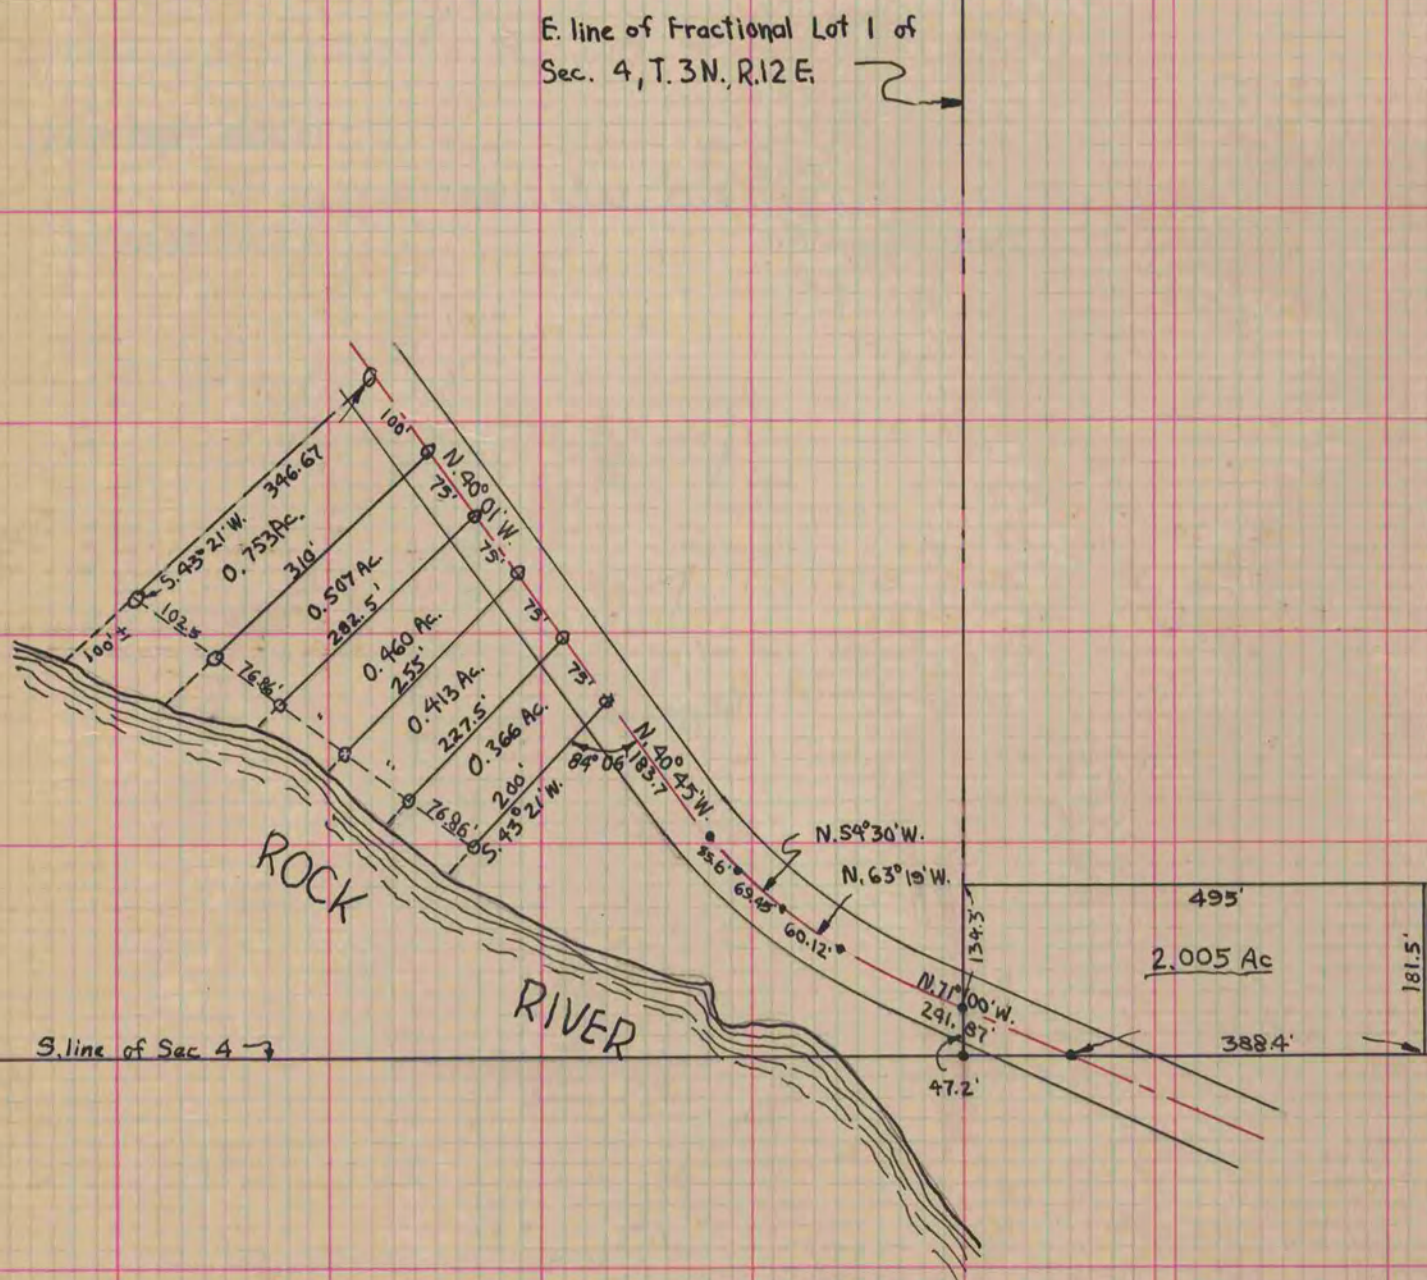 E. line of Fractional Lot 1 of
Sec. 4, T. 3 N., R. 12 E.
100'
N. 40° 01' W.
346.67
S. 43° 21' W.
0.753 Ac.
310'
75'
0.507 Ac.
282.5'
75'
0.460 Ac.
255'
75'
0.413 Ac.
227.5'
75'
0.366 Ac.
200'
S. 43° 21' W.
100' ±
102.5
76.86'
"
"
76.86'
84° 06'
N. 40° 45' W.
183.7
N. 59° 30' W.
N. 63° 19' W.
69.45'
60.12'
ROCK
RIVER
495'
134.3'
2.005 Ac
181.5'
N. 71° 00' W.
241.87'
S. line of Sec 4
388.4'
47.2'